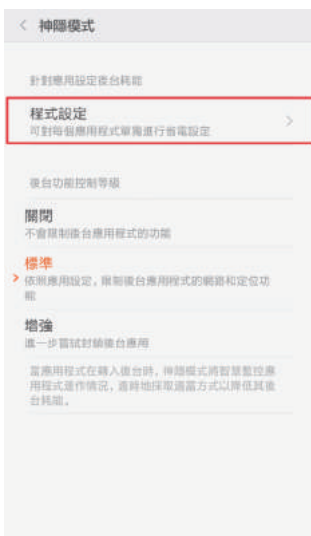 神隱模式
針對應用設定後台耗能
程式設定
可對每個應用程式單獨進行省電設定
後台功能控制等級
關閉
不會限制後台應用程式的功能
標準
依照應用設定，限制後台應用程式的網路和定位功
能
增強
進一步嘗試封鎖後台應用
當應用程式在轉入後台時，神隱模式將智慧監控應
用程式運作情況，適時地採取適當方式以降低其後
台耗能。